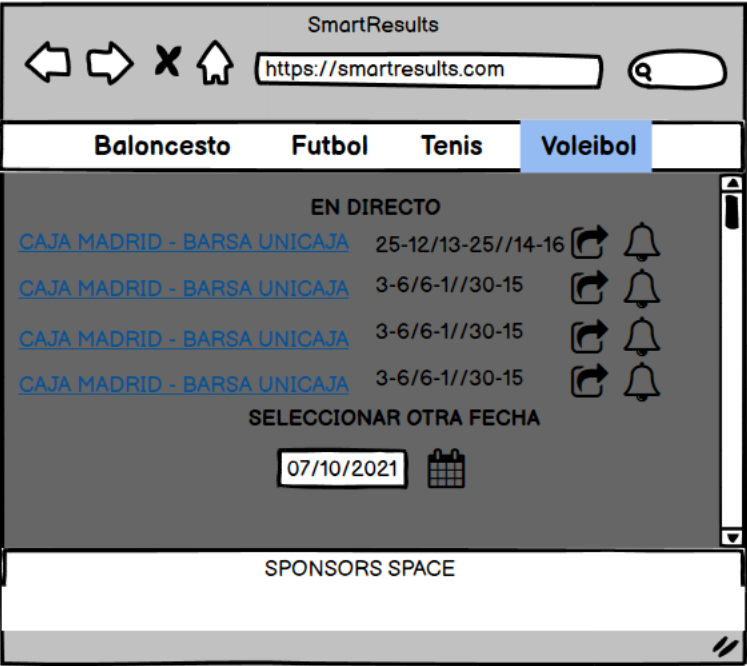 SmartResults
https://smartresults.com
Baloncesto Futbol Tenis Voleibol
EN DIRECTO
CAJA MADRID - BARSA UNICAJA 25-12/13-25//14-16
CAJA MADRID - BARSA UNICAJA 3-6/6-1//30-15
CAJA MADRID - BARSA UNICAJA 3-6/6-1//30-15
CAJA MADRID - BARSA UNICAJA 3-6/6-1//30-15
SELECCIONAR OTRA FECHA
07/10/2021
SPONSORS SPACE